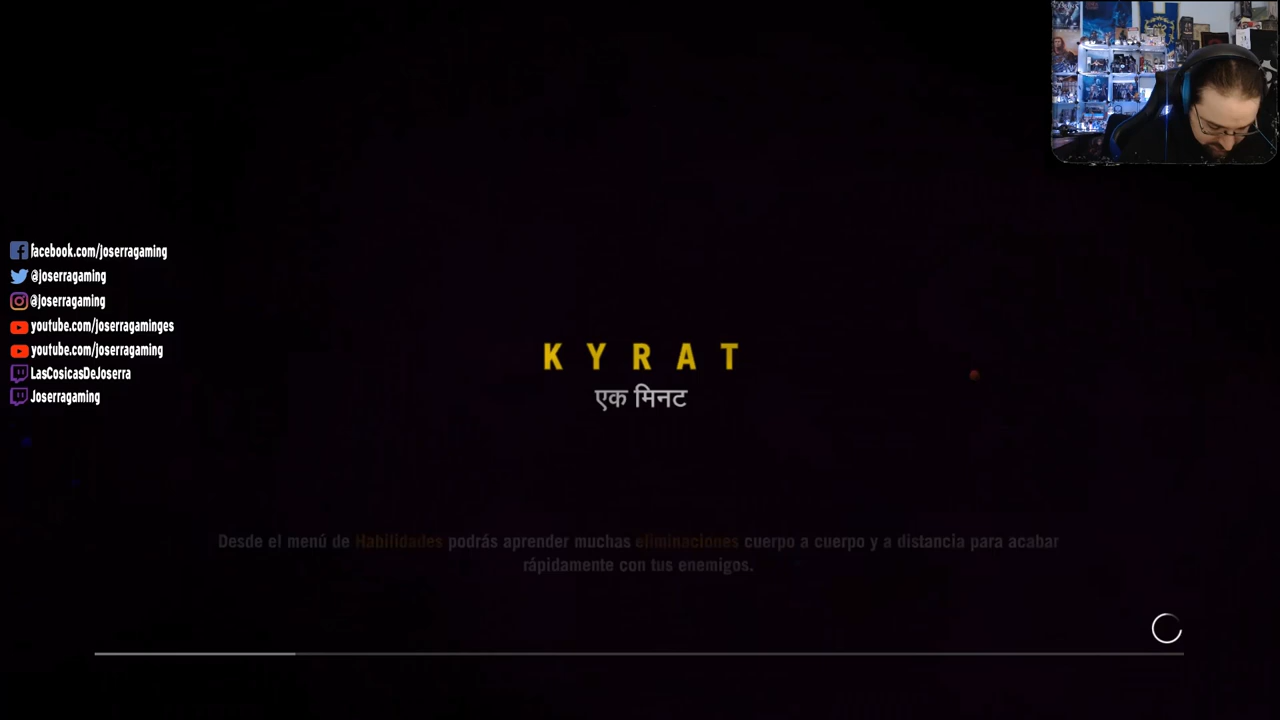 facebook.com/joserragaming
@joserragaming
@joserragaming
youtube.com/joserragaminges
youtube.com/joserragaming
LasCosicasDeJoserra
Joserragaming
KYRAT
एक मिनट
Desde el menú de Habilidades podrás aprender muchas eliminaciones cuerpo a cuerpo y a distancia para acabar
rápidamente con tus enemigos.